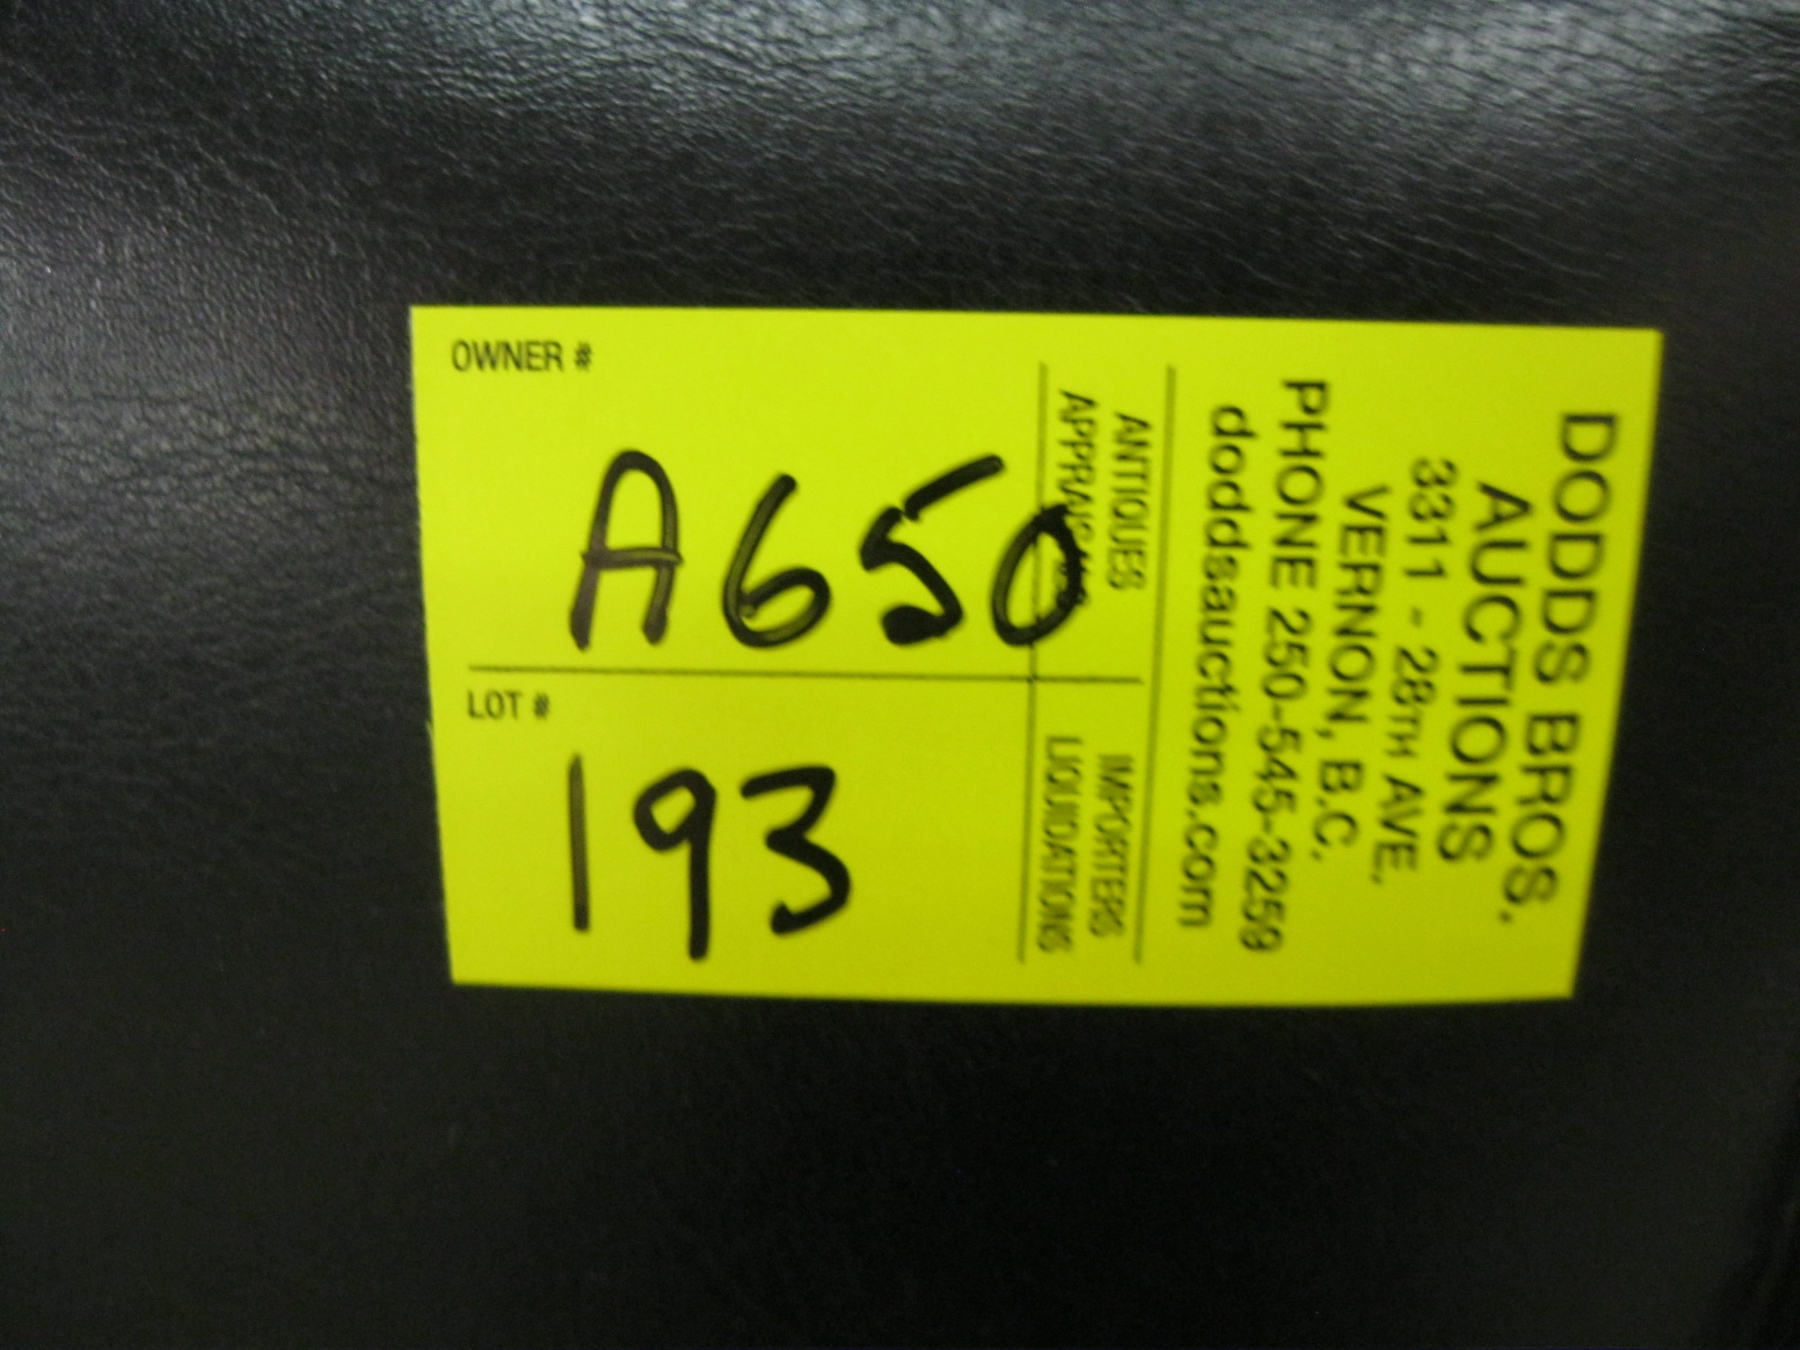 OWNER #
A650
LOT #
193
ANTIQUES
APPRAISALS
IMPORTERS
LIQUIDATIONS
DODDS BROS.
AUCTIONS
3311 - 28TH AVE.
VERNON, B.C.
PHONE 250-545-3259
doddsauctions.com